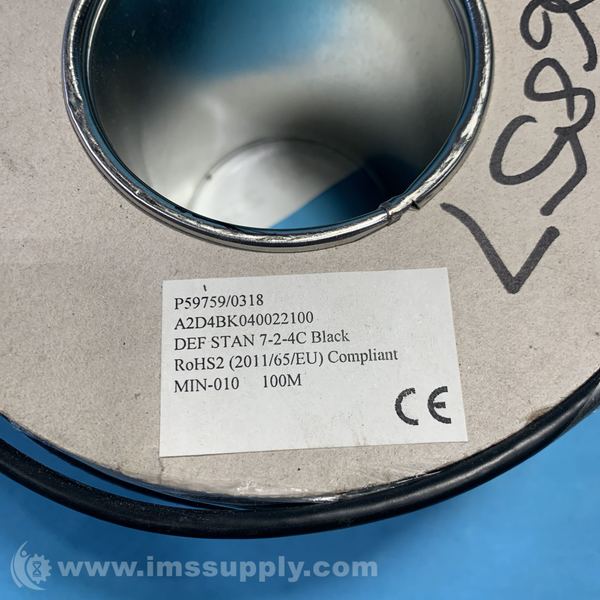 P59759/0318
A2D4BK040022100
DEF STAN 7-2-4C Black
RoHS2 (2011/65/EU) Compliant
MIN-010 100M
CE
www.imssupply.com